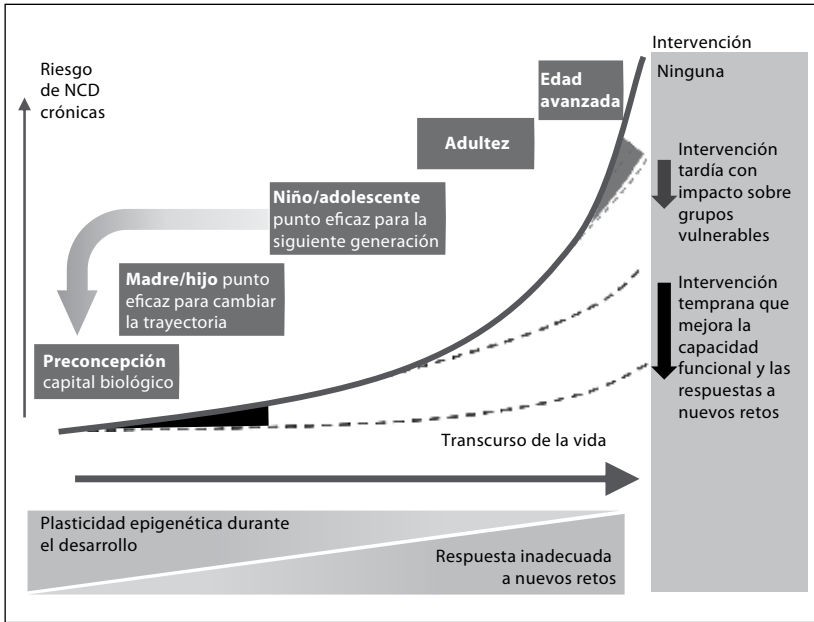 Intervención
Riesgo
de NCD
crónicas
Ninguna
Edad
avanzada
Adultez
Intervención
tardía con
impacto sobre
grupos
vulnerables
Niño/adolescente
punto eficaz para la
siguiente generación
Madre/hijo punto
eficaz para cambiar
la trayectoria
Intervención
temprana que
mejora la
capacidad
funcional y las
respuestas a
nuevos retos
Preconcepción
capital biológico
Transcurso de la vida
Plasticidad epigenética durante
el desarrollo
Respuesta inadecuada
a nuevos retos